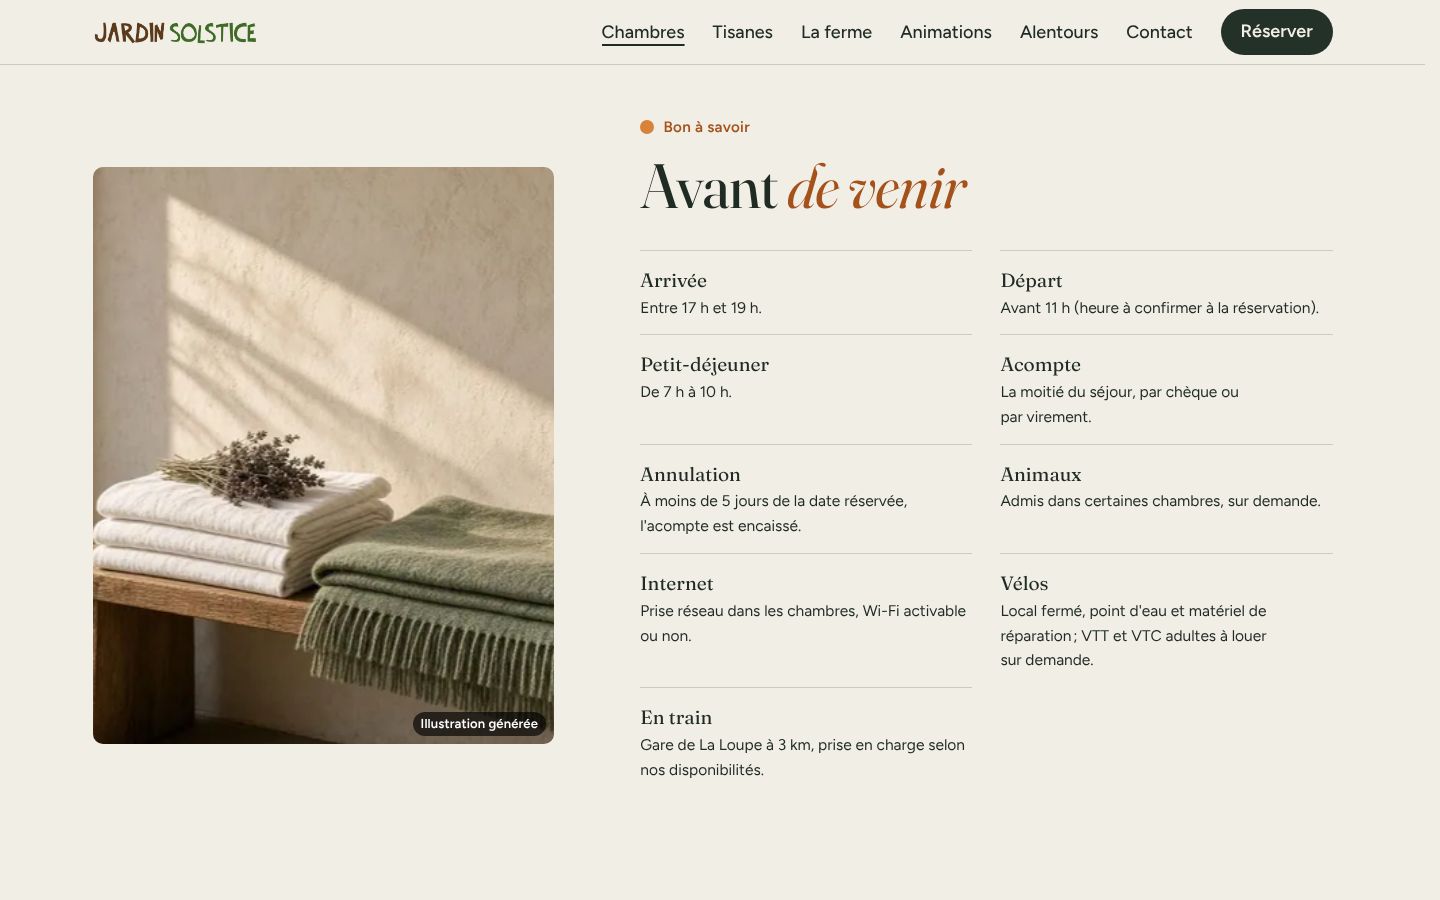 JARDIN SOLSTICE
Chambres
Tisanes
La ferme
Animations
Alentours
Contact
Réserver
Bon à savoir
Avant de venir
Arrivée
Entre 17 h et 19 h.
Départ
Avant 11 h (heure à confirmer à la réservation).
Petit-déjeuner
De 7 h à 10 h.
Acompte
La moitié du séjour, par chèque ou
par virement.
Annulation
À moins de 5 jours de la date réservée,
l'acompte est encaissé.
Animaux
Admis dans certaines chambres, sur demande.
Internet
Prise réseau dans les chambres, Wi-Fi activable
ou non.
Vélos
Local fermé, point d'eau et matériel de
réparation ; VTT et VTC adultes à louer
sur demande.
En train
Gare de La Loupe à 3 km, prise en charge selon
nos disponibilités.
Illustration générée